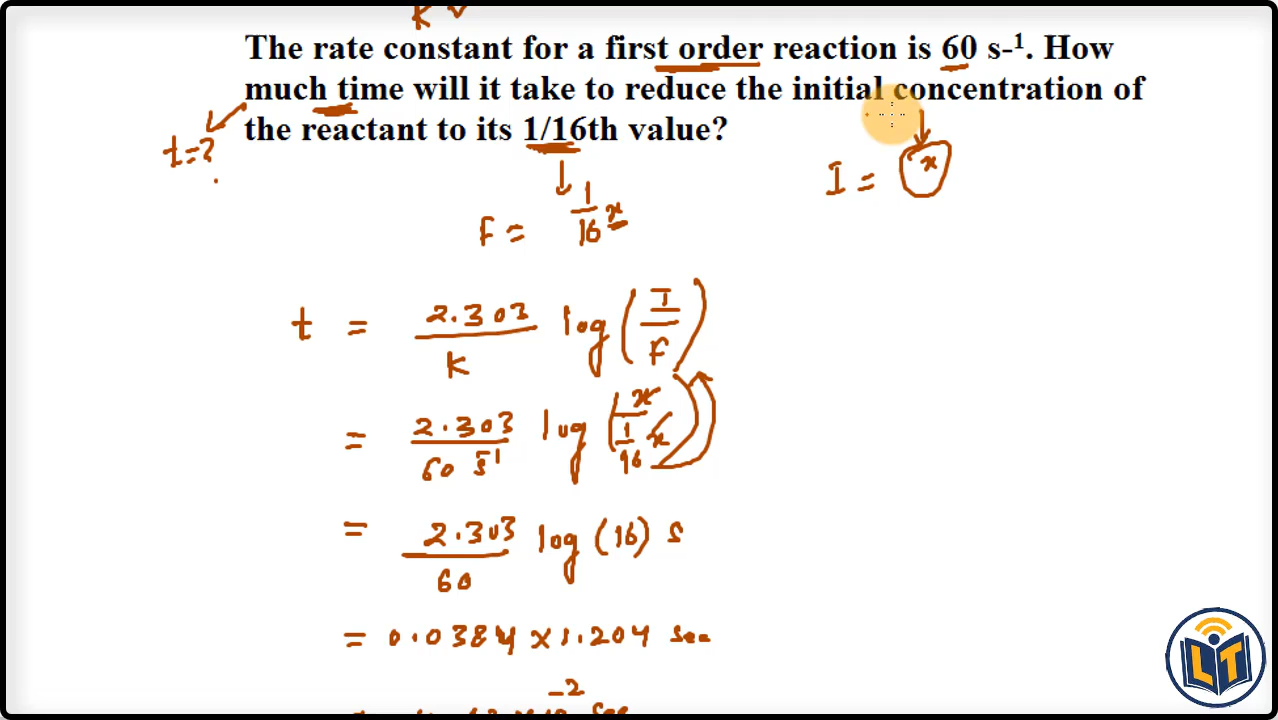 K
The rate constant for a first order reaction is 60 s-¹. How
much time will it take to reduce the initial concentration of
the reactant to its 1/16th value?
t=?
I = x
F = 1/16 x
t = 2.303/K log (I/F)
= 2.303/60 s⁻¹ log (x/(1/16 x))
= 2.303/60 log (16) s
= 0.0384 × 1.204 sec
LT